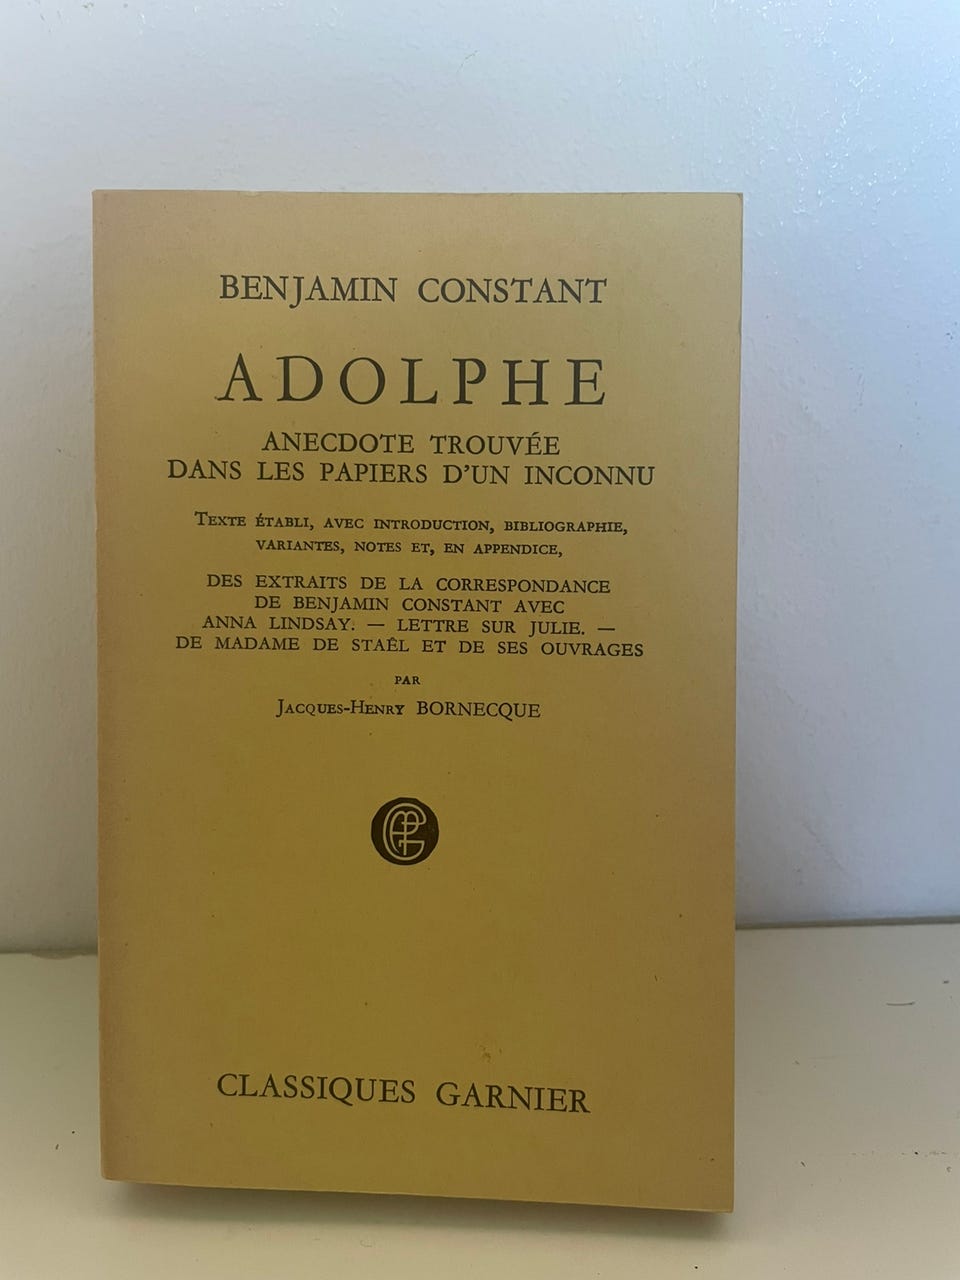 BENJAMIN CONSTANT
ADOLPHE
ANECDOTE TROUVÉE
DANS LES PAPIERS D'UN INCONNU
Texte établi, avec introduction, bibliographie,
variantes, notes et, en appendice,
DES EXTRAITS DE LA CORRESPONDANCE
DE BENJAMIN CONSTANT AVEC
ANNA LINDSAY. — LETTRE SUR JULIE. —
DE MADAME DE STAËL ET DE SES OUVRAGES
PAR
Jacques-Henry BORNECQUE
CLASSIQUES GARNIER